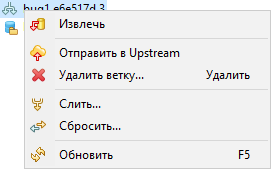 bug1 e6e517d 3
Извлечь
Отправить в Upstream
Удалить ветку... Удалить
Слить...
Сбросить...
Обновить F5